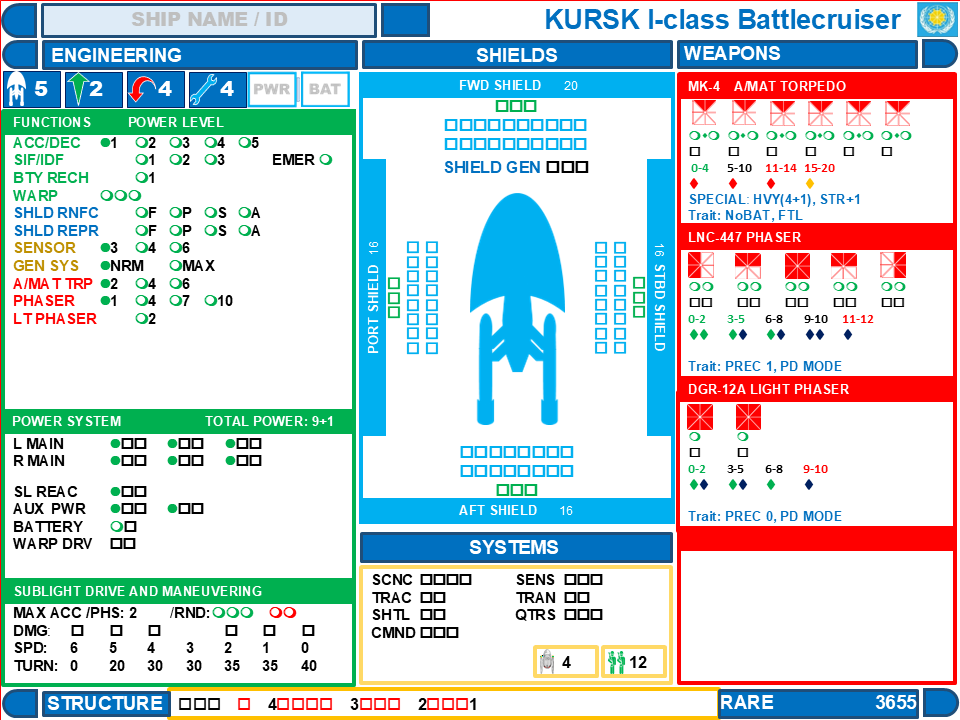 SHIP NAME / ID
KURSK I-class Battlecruiser
ENGINEERING
SHIELDS
WEAPONS
5 2 4 4 PWR BAT
FUNCTIONS POWER LEVEL
ACC/DEC 1 2 3 4 5
SIF/IDF 1 2 3 EMER
BTY RECH 1
WARP
SHLD RNFC F P S A
SHLD REPR F P S A
SENSOR 3 4 6
GEN SYS NRM MAX
A/MAT TRP 2 4 6
PHASER 1 4 7 10
LT PHASER 2
POWER SYSTEM TOTAL POWER: 9+1
L MAIN
R MAIN
SL REAC
AUX PWR
BATTERY
WARP DRV
SUBLIGHT DRIVE AND MANUVERING
MAX ACC /PHS: 2 /RND:
DMG:
SPD: 6 5 4 3 2 1 0
TURN: 0 20 30 30 35 35 40
FWD SHIELD 20
SHIELD GEN
PORT SHIELD 16
16 STBD SHIELD
AFT SHIELD 16
SYSTEMS
SCNC SENS
TRAC TRAN
SHTL QTRS
CMND
4 12
MK-4 A/MAT TORPEDO
0-4 5-10 11-14 15-20
SPECIAL: HVY(4+1), STR+1
Trait: NoBAT, FTL
LNC-447 PHASER
0-2 3-5 6-8 9-10 11-12
Trait: PREC 1, PD MODE
DGR-12A LIGHT PHASER
0-2 3-5 6-8 9-10
Trait: PREC 0, PD MODE
STRUCTURE 4 3 2 1
RARE 3655